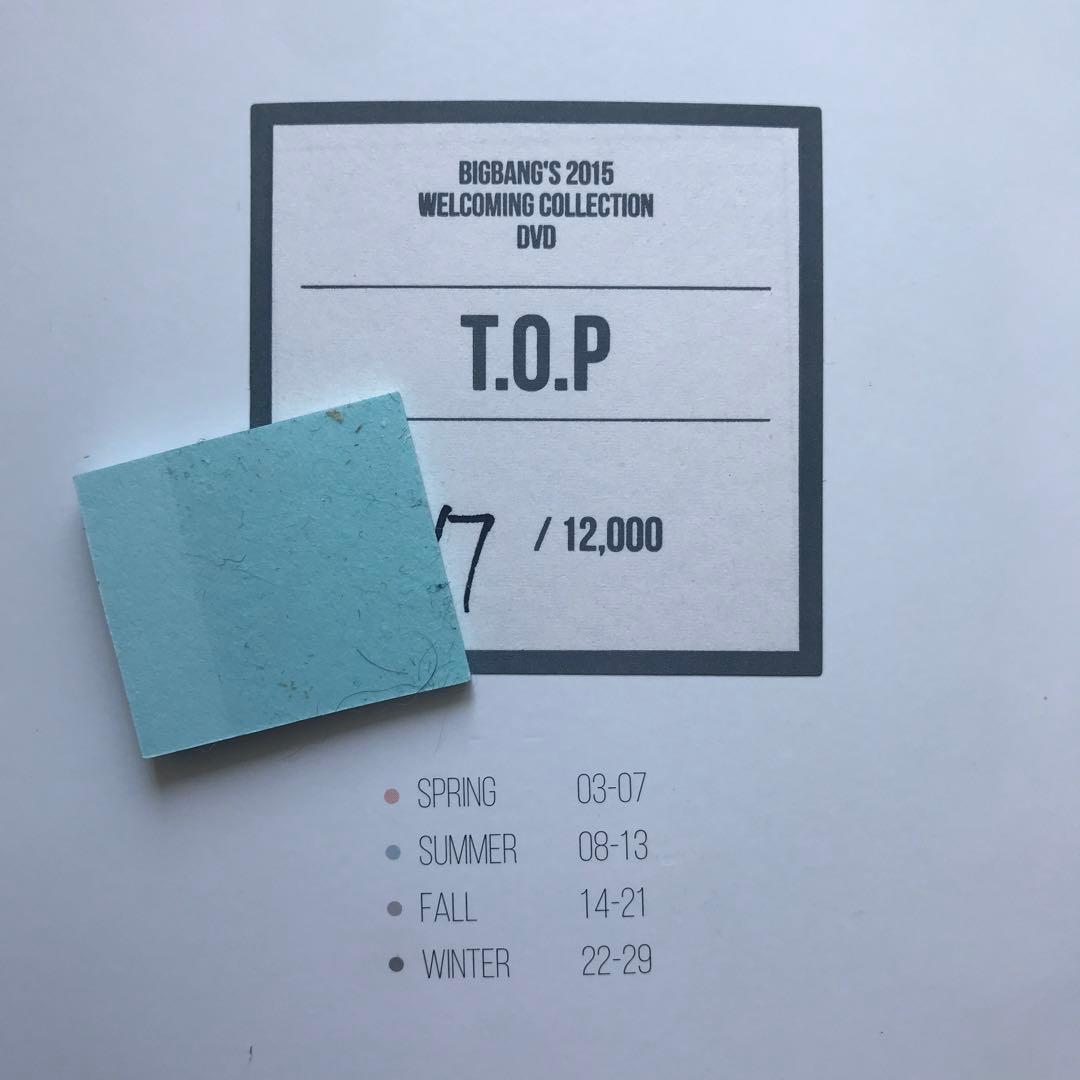 BIGBANG'S 2015
WELCOMING COLLECTION
DVD
T.O.P
7 / 12,000
SPRING 03-07
SUMMER 08-13
FALL 14-21
WINTER 22-29